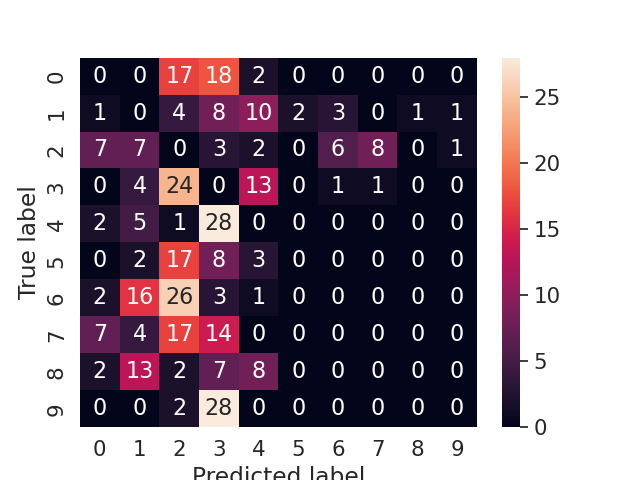 0 0 0 17 18 2 0 0 0 0 0
1 1 0 4 8 10 2 3 0 1 1
2 7 7 0 3 2 0 6 8 0 1
3 0 4 24 0 13 0 1 1 0 0
4 2 5 1 28 0 0 0 0 0 0
5 0 2 17 8 3 0 0 0 0 0
6 2 16 26 3 1 0 0 0 0 0
7 7 4 17 14 0 0 0 0 0 0
8 2 13 2 7 8 0 0 0 0 0
9 0 0 2 28 0 0 0 0 0 0
0 1 2 3 4 5 6 7 8 9
True label
Predicted label
25
20
15
10
5
0